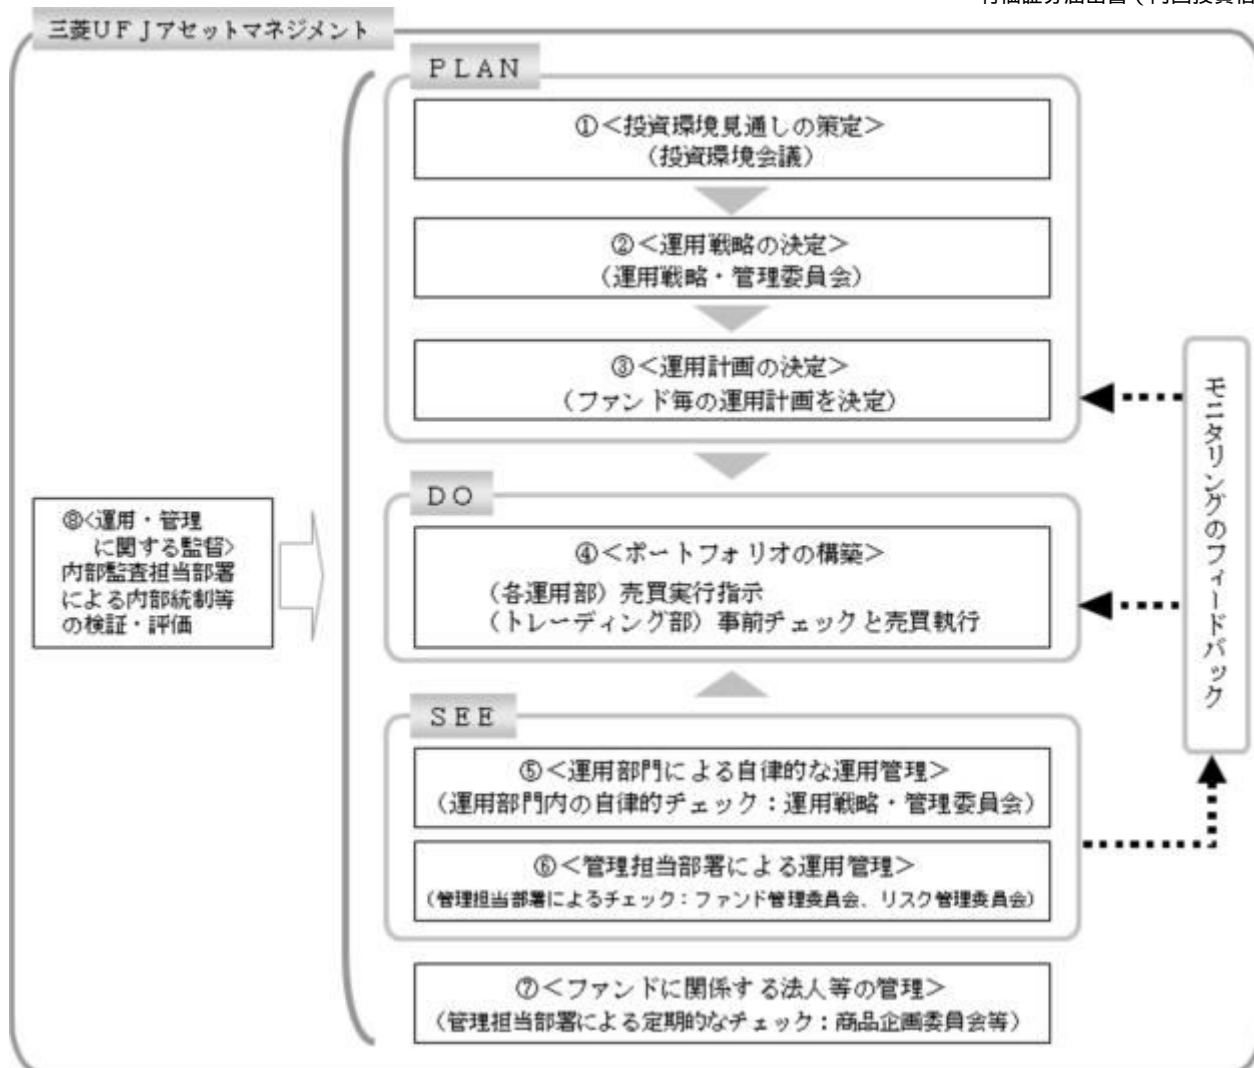 三菱ＵＦＪアセットマネジメント
ＰＬＡＮ
①＜投資環境見通しの策定＞
（投資環境会議）
②＜運用戦略の決定＞
（運用戦略・管理委員会）
③＜運用計画の決定＞
（ファンド毎の運用計画を決定）
ＤＯ
④＜ポートフォリオの構築＞
（各運用部）売買実行指示
（トレーディング部）事前チェックと売買執行
ＳＥＥ
⑤＜運用部門による自律的な運用管理＞
（運用部門内の自律的チェック：運用戦略・管理委員会）
⑥＜管理担当部署による運用管理＞
（管理担当部署によるチェック：ファンド管理委員会、リスク管理委員会）
⑦＜ファンドに関係する法人等の管理＞
（管理担当部署による定期的なチェック：商品企画委員会等）
⑧＜運用・管理
に関する監督＞
内部監査担当部署
による内部統制等
の検証・評価
モニタリングのフィードバック